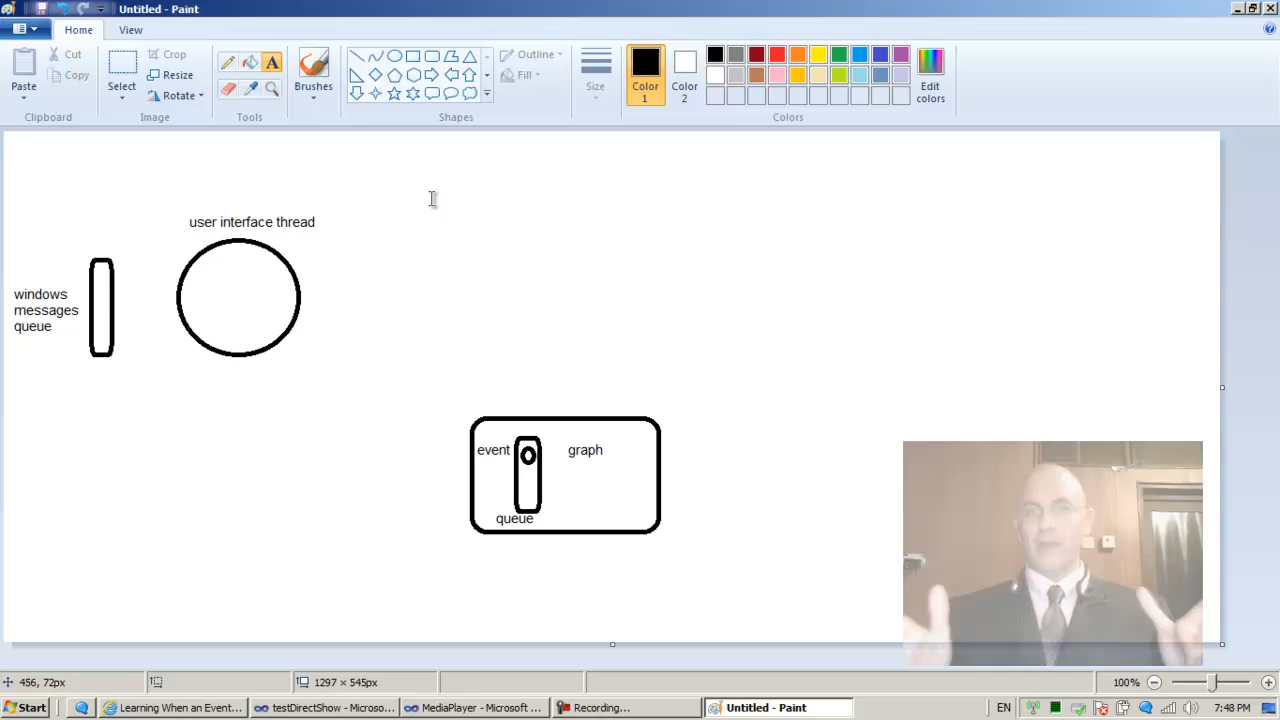 Untitled - Paint
Home
View
Paste
Cut
Copy
Clipboard
Select
Crop
Resize
Rotate
Image
Tools
Brushes
Outline
Fill
Shapes
Size
Color
1
Color
2
Edit
colors
Colors
user interface thread
windows
messages
queue
event
graph
queue
456, 72px
1297 × 545px
100%
Start
Learning When an Event...
testDirectShow - Microso...
MediaPlayer - Microsoft ...
Recording...
Untitled - Paint
EN
7:48 PM